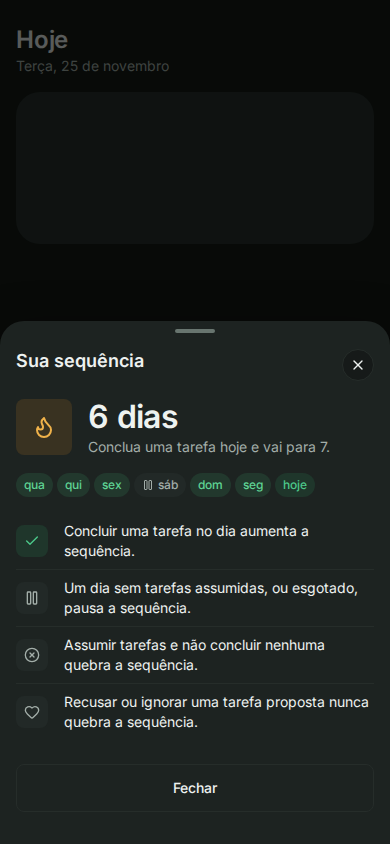 Hoje
Terça, 25 de novembro
Sua sequência
6 dias
Conclua uma tarefa hoje e vai para 7.
qua qui sex sáb dom seg hoje
Concluir uma tarefa no dia aumenta a
sequência.
Um dia sem tarefas assumidas, ou esgotado,
pausa a sequência.
Assumir tarefas e não concluir nenhuma
quebra a sequência.
Recusar ou ignorar uma tarefa proposta nunca
quebra a sequência.
Fechar